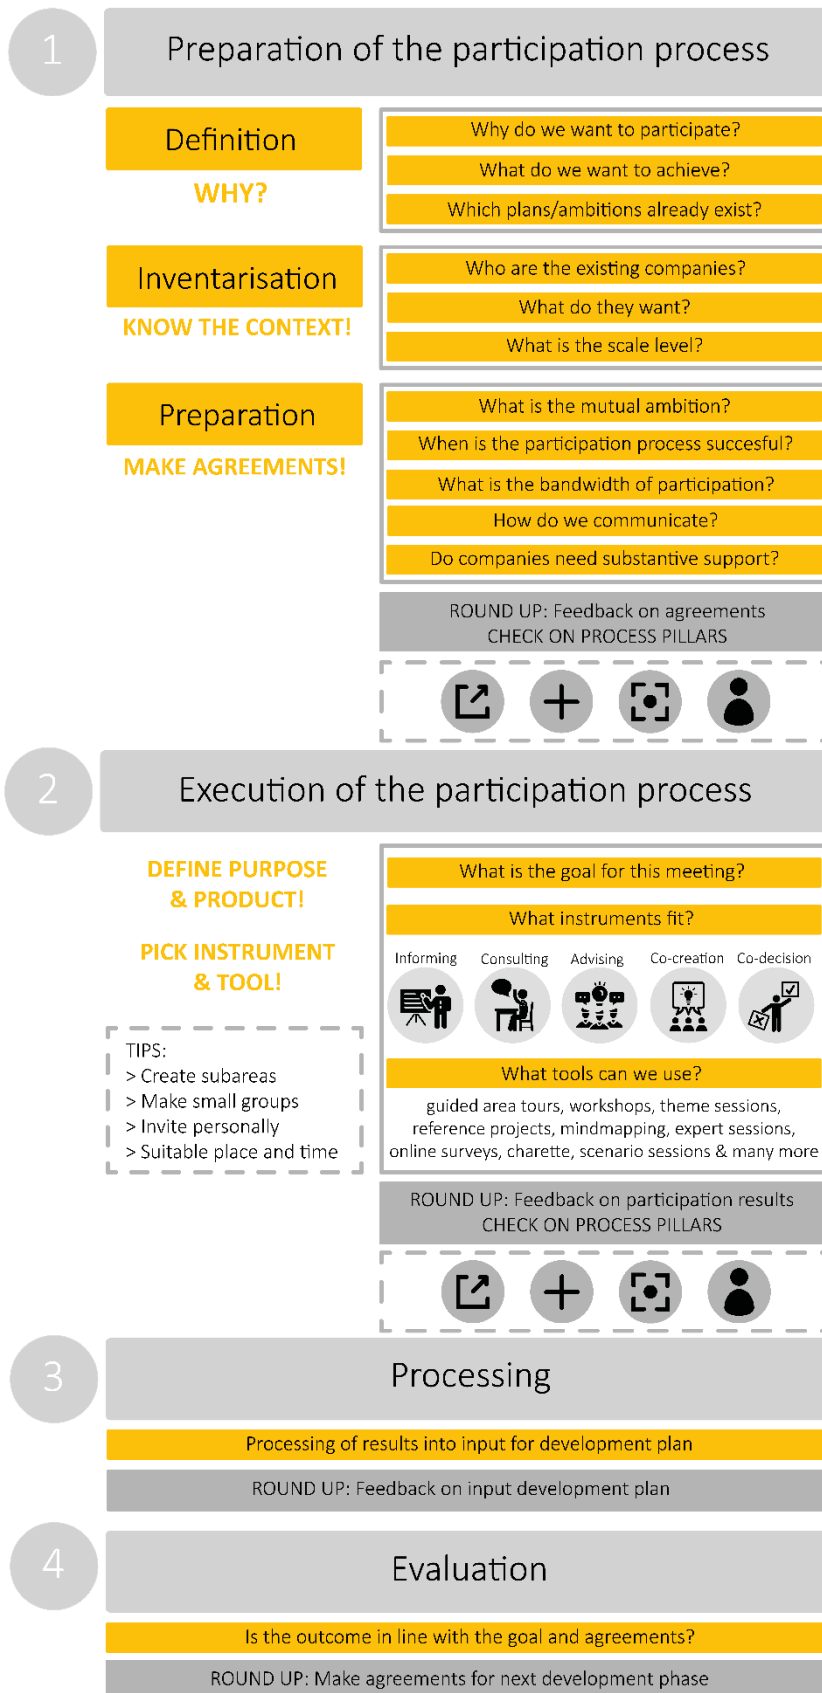 1
Preparation of the participation process
Definition
WHY?
Why do we want to participate?
What do we want to achieve?
Which plans/ambitions already exist?
Inventarisation
KNOW THE CONTEXT!
Who are the existing companies?
What do they want?
What is the scale level?
Preparation
MAKE AGREEMENTS!
What is the mutual ambition?
When is the participation process succesful?
What is the bandwidth of participation?
How do we communicate?
Do companies need substantive support?
ROUND UP: Feedback on agreements
CHECK ON PROCESS PILLARS
2
Execution of the participation process
DEFINE PURPOSE
& PRODUCT!
PICK INSTRUMENT
& TOOL!
TIPS:
> Create subareas
> Make small groups
> Invite personally
> Suitable place and time
What is the goal for this meeting?
What instruments fit?
Informing Consulting Advising Co-creation Co-decision
What tools can we use?
guided area tours, workshops, theme sessions,
reference projects, mindmapping, expert sessions,
online surveys, charette, scenario sessions & many more
ROUND UP: Feedback on participation results
CHECK ON PROCESS PILLARS
3
Processing
Processing of results into input for development plan
ROUND UP: Feedback on input development plan
4
Evaluation
Is the outcome in line with the goal and agreements?
ROUND UP: Make agreements for next development phase